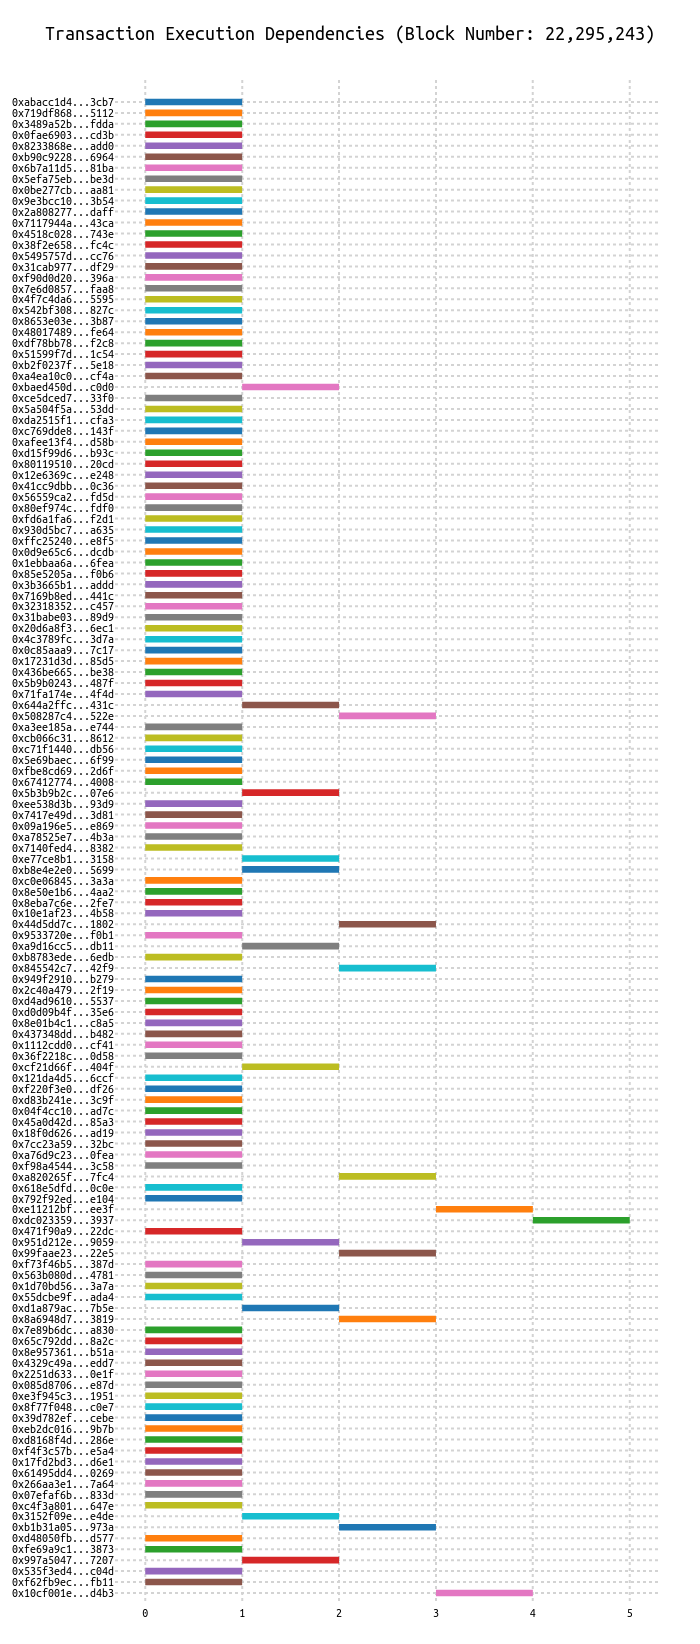 Transaction Execution Dependencies (Block Number: 22,295,243)
0xabacc1d4...3cb7
0x719df868...5112
0x3489a52b...fdda
0x0fae6903...cd3b
0x8233868e...add0
0xb90c9228...6964
0x6b7a11d5...81ba
0x5efa75eb...be3d
0x0be277cb...aa81
0x9e3bcc10...3b54
0x2a808277...daff
0x7117944a...43ca
0x4518c028...743e
0x38f2e658...fc4c
0x5495757d...cc76
0x31cab977...df29
0xf90d0d20...396a
0x7e6d0857...faa8
0x4f7c4da6...5595
0x542bf308...827c
0x8653e03e...3b87
0x48017489...fe64
0xdf78bb78...f2c8
0x51599f7d...1c54
0xb2f0237f...5e18
0xa4ea10c0...cf4a
0xbaed450d...c0d0
0xce5dced7...33f0
0x5a504f5a...53dd
0xda2515f1...cfa3
0xc769dde8...143f
0xafee13f4...d58b
0xd15f99d6...b93c
0x80119510...20cd
0x12e6369c...e248
0x41cc9dbb...0c36
0x56559ca2...fd5d
0x80ef974c...fdf0
0xfd6a1fa6...f2d1
0x930d5bc7...a635
0xffc25240...e8f5
0x0d9e65c6...dcdb
0x1ebbaa6a...6fea
0x85e5205a...f0b6
0x3b3665b1...addd
0x7169b8ed...441c
0x32318352...c457
0x31babe03...89d9
0x20d6a8f3...6ec1
0x4c3789fc...3d7a
0x0c85aaa9...7c17
0x17231d3d...85d5
0x436be665...be38
0x5b9b0243...487f
0x71fa174e...4f4d
0x644a2ffc...431c
0x508287c4...522e
0xa3ee185a...e744
0xcb066c31...8612
0xc71f1440...db56
0x5e69baec...6f99
0xfbe8cd69...2d6f
0x67412774...4008
0x5b3b9b2c...07e6
0xee538d3b...93d9
0x7417e49d...3d81
0x09a196e5...e869
0xa78525e7...4b3a
0x7140fed4...8382
0xe77ce8b1...3158
0xb8e4e2e0...5699
0xc0e06845...3a3a
0x8e50e1b6...4aa2
0x8eba7c6e...2fe7
0x10e1af23...4b58
0x44d5dd7c...1802
0x9533720e...f0b1
0xa9d16cc5...db11
0xb8783ede...6edb
0x845542c7...42f9
0x949f2910...b279
0x2c40a479...2f19
0xd4ad9610...5537
0xd0d09b4f...35e6
0x8e01b4c1...c8a5
0x437348dd...b482
0x1112cdd0...cf41
0x36f2218c...0d58
0xcf21d66f...404f
0x121da4d5...6ccf
0xf220f3e0...df26
0xd83b241e...3c9f
0x04f4cc10...ad7c
0x45a0d42d...85a3
0x18f0d626...ad19
0x7cc23a59...32bc
0xa76d9c23...0fea
0xf98a4544...3c58
0xa820265f...7fc4
0x618e5dfd...0c0e
0x792f92ed...e104
0xe11212bf...ee3f
0xdc023359...3937
0x471f90a9...22dc
0x951d212e...9059
0x99faae23...22e5
0xf73f46b5...387d
0x563b080d...4781
0x1d70bd56...3a7a
0x55dcbe9f...ada4
0xd1a879ac...7b5e
0x8a6948d7...3819
0x7e89b6dc...a830
0x65c792dd...8a2c
0x8e957361...b51a
0x4329c49a...edd7
0x2251d633...0e1f
0x085d8706...e87d
0xe3f945c3...1951
0x8f77f048...c0e7
0x39d782ef...cebe
0xeb2dc016...9b7b
0xd8168f4d...286e
0xf4f3c57b...e5a4
0x17fd2bd3...d6e1
0x61495dd4...0269
0x266aa3e1...7a64
0x07efaf6b...833d
0xc4f3a801...647e
0x3152f09e...e4de
0xb1b31a05...973a
0xd48050fb...d577
0xfe69a9c1...3873
0x997a5047...7207
0x535f3ed4...c04d
0xf62fb9ec...fb11
0x10cf001e...d4b3
0 1 2 3 4 5